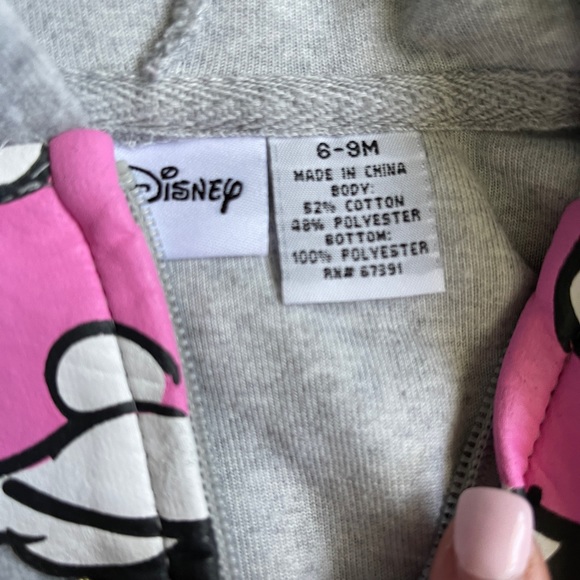 Disney
6-9M
MADE IN CHINA
BODY:
52% COTTON
48% POLYESTER
BOTTOM:
100% POLYESTER
RN# 67391